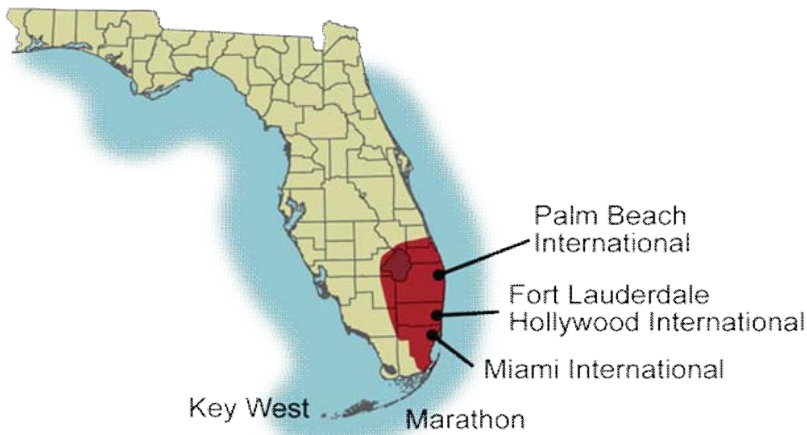 Palm Beach
International
Fort Lauderdale
Hollywood International
Miami International
Key West
Marathon